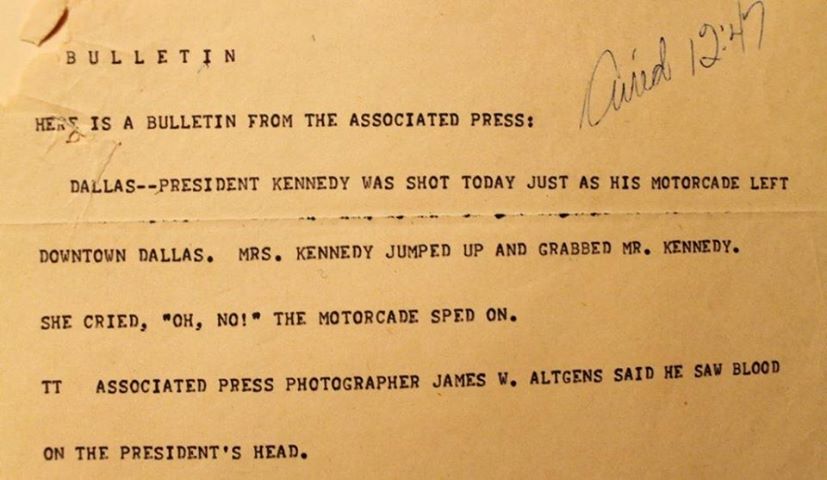 BULLETIN
Aired 12:47
HERE IS A BULLETIN FROM THE ASSOCIATED PRESS:
DALLAS--PRESIDENT KENNEDY WAS SHOT TODAY JUST AS HIS MOTORCADE LEFT
DOWNTOWN DALLAS. MRS. KENNEDY JUMPED UP AND GRABBED MR. KENNEDY.
SHE CRIED, "OH, NO!" THE MOTORCADE SPED ON.
TT ASSOCIATED PRESS PHOTOGRAPHER JAMES W. ALTGENS SAID HE SAW BLOOD
ON THE PRESIDENT'S HEAD.